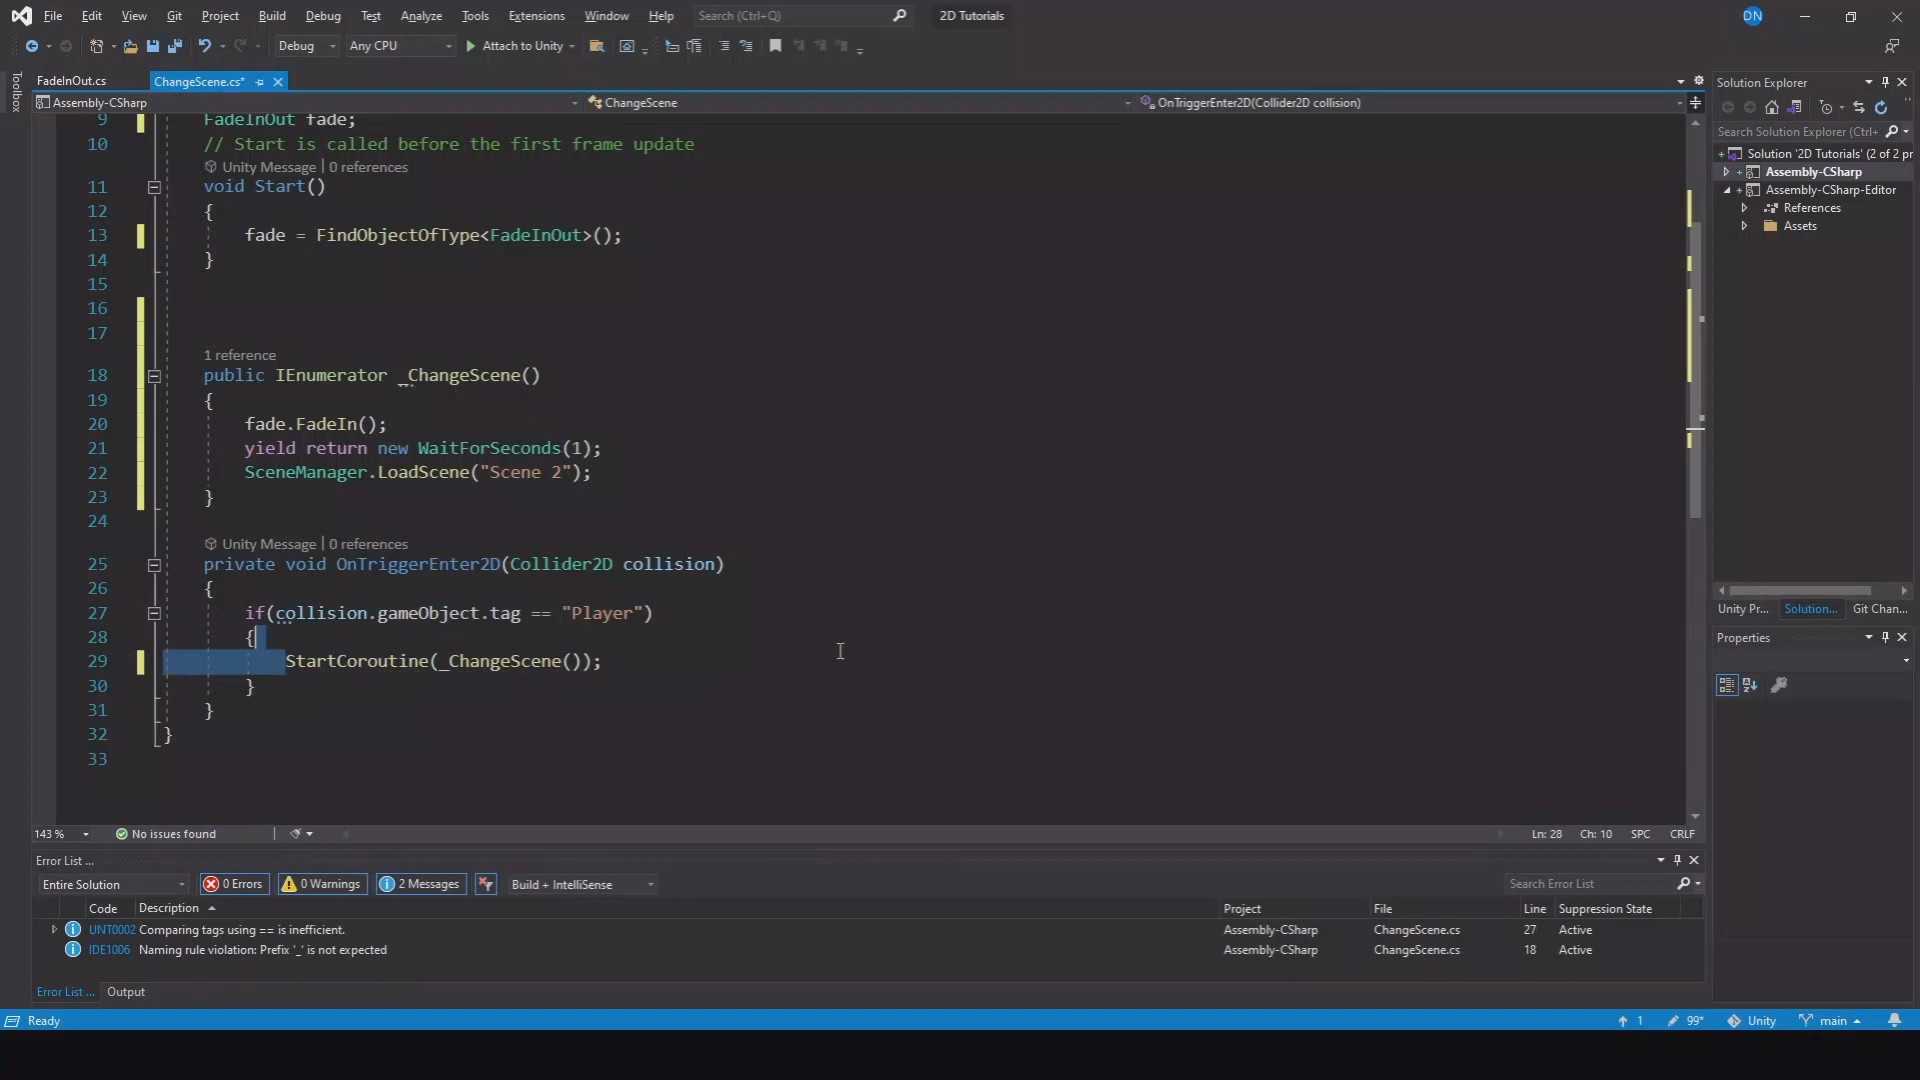 File Edit View Git Project Build Debug Test Analyze Tools Extensions Window Help Search (Ctrl+Q) 2D Tutorials DN
Debug Any CPU Attach to Unity
Toolbox
FadeInOut.cs ChangeScene.cs*
Assembly-CSharp ChangeScene OnTriggerEnter2D(Collider2D collision)
9 FadeInOut fade;
10 // Start is called before the first frame update
Unity Message | 0 references
11 void Start()
12 {
13 fade = FindObjectOfType<FadeInOut>();
14 }
15
16
17
1 reference
18 public IEnumerator _ChangeScene()
19 {
20 fade.FadeIn();
21 yield return new WaitForSeconds(1);
22 SceneManager.LoadScene("Scene 2");
23 }
24
Unity Message | 0 references
25 private void OnTriggerEnter2D(Collider2D collision)
26 {
27 if(collision.gameObject.tag == "Player")
28 {
29 StartCoroutine(_ChangeScene());
30 }
31 }
32 }
33
143 % No issues found Ln: 28 Ch: 10 SPC CRLF
Solution Explorer
Search Solution Explorer (Ctrl+
Solution '2D Tutorials' (2 of 2 pr
Assembly-CSharp
Assembly-CSharp-Editor
References
Assets
Unity Pr... Solution... Git Chan...
Properties
Error List ...
Entire Solution 0 Errors 0 Warnings 2 Messages Build + IntelliSense Search Error List
Code Description Project File Line Suppression State
UNT0002 Comparing tags using == is inefficient. Assembly-CSharp ChangeScene.cs 27 Active
IDE1006 Naming rule violation: Prefix '_' is not expected Assembly-CSharp ChangeScene.cs 18 Active
Error List ... Output
Ready 1 99* Unity main